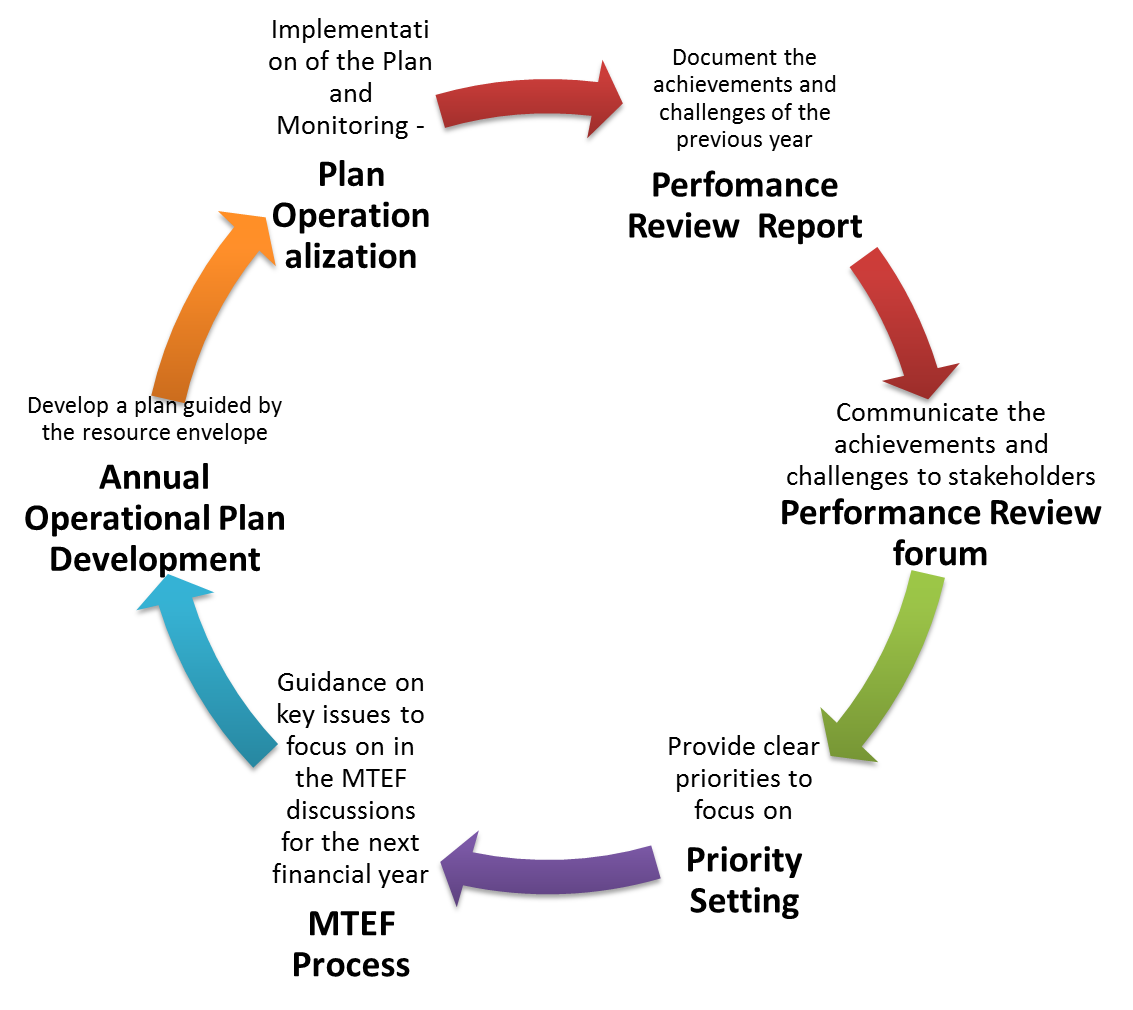 Implementati
on of the Plan
and
Monitoring -
Plan
Operation
alization
Document the
achievements and
challenges of the
previous year
Perfomance
Review  Report
Communicate the
achievements and
challenges to stakeholders
Performance Review
forum
Provide clear
priorities to
focus on
Priority
Setting
Guidance on
key issues to
focus on in
the MTEF
discussions
for the next
financial year
MTEF
Process
Develop a plan guided by
the resource envelope
Annual
Operational Plan
Development